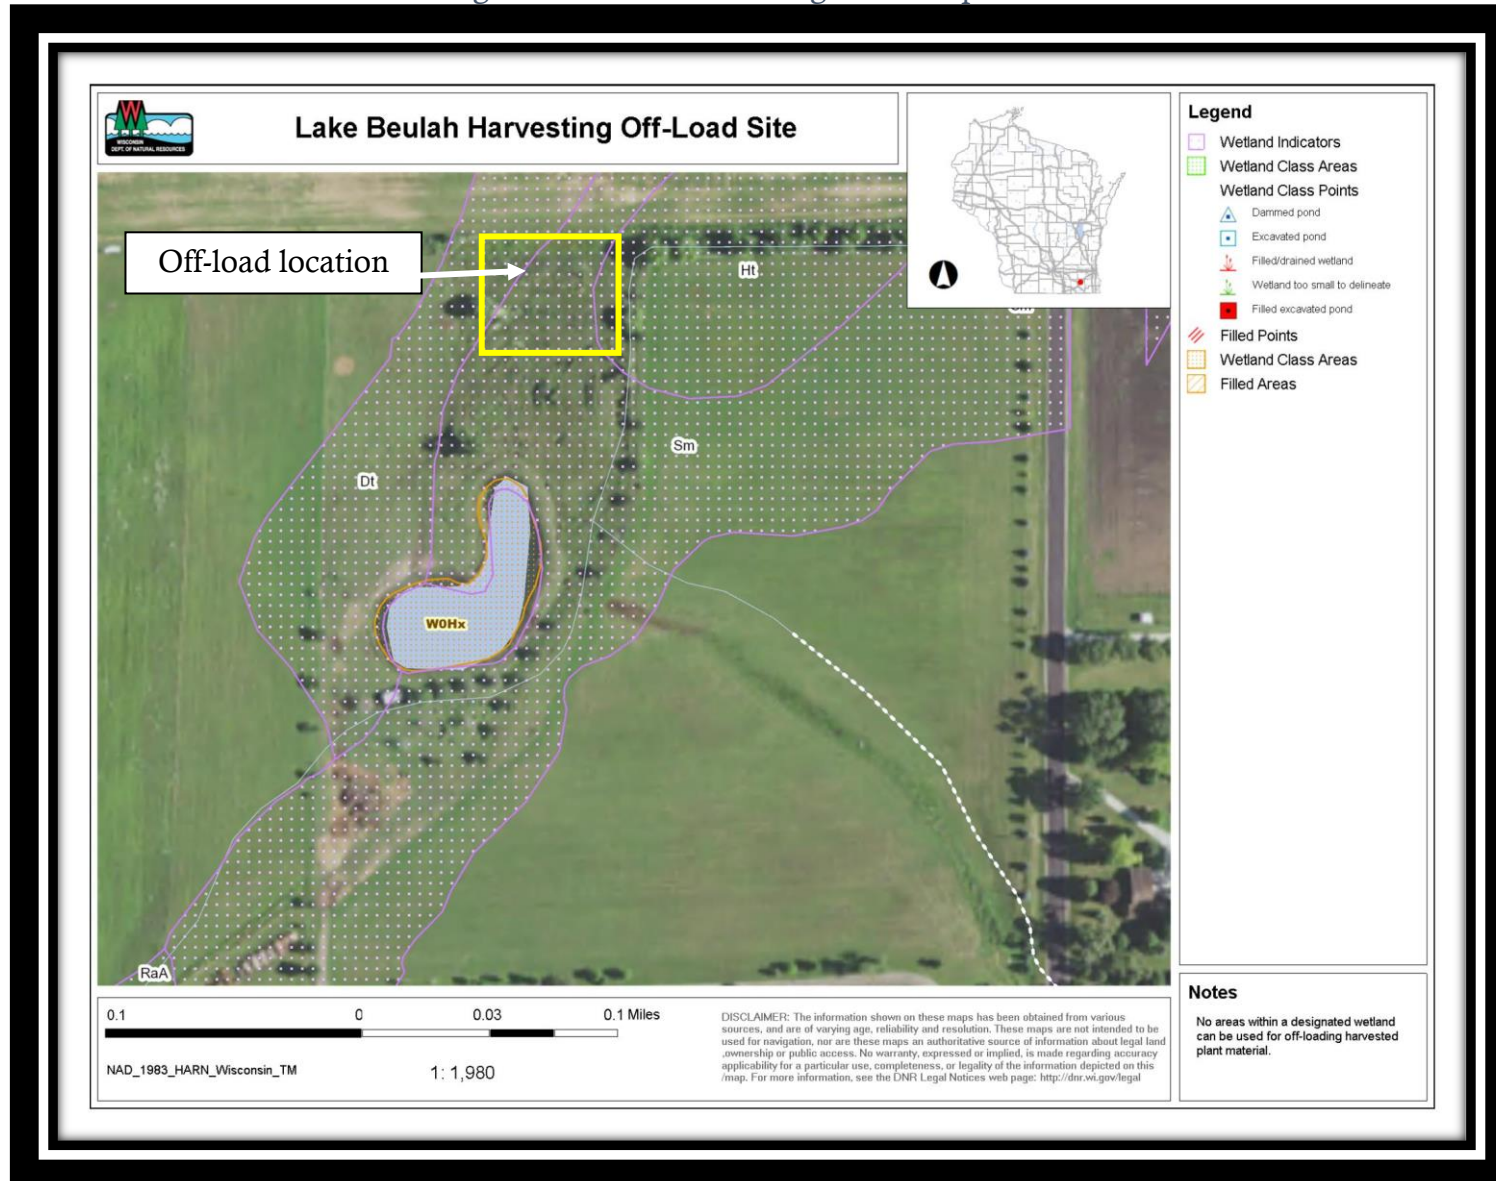 WISCONSIN
DEPT. OF NATURAL RESOURCES
Lake Beulah Harvesting Off-Load Site
Off-load location
Ht
Sm
Dt
W0Hx
RaA
Legend
Wetland Indicators
Wetland Class Areas
Wetland Class Points
Dammed pond
Excavated pond
Filled/drained wetland
Wetland too small to delineate
Filled excavated pond
Filled Points
Wetland Class Areas
Filled Areas
Notes
No areas within a designated wetland
can be used for off-loading harvested
plant material.
0.1 0 0.03 0.1 Miles
NAD_1983_HARN_Wisconsin_TM
1: 1,980
DISCLAIMER: The information shown on these maps has been obtained from various
sources, and are of varying age, reliability and resolution. These maps are not intended to be
used for navigation, nor are these maps an authoritative source of information about legal land
,ownership or public access. No warranty, expressed or implied, is made regarding accuracy
applicability for a particular use, completeness, or legality of the information depicted on this
/map. For more information, see the DNR Legal Notices web page: http://dnr.wi.gov/legal